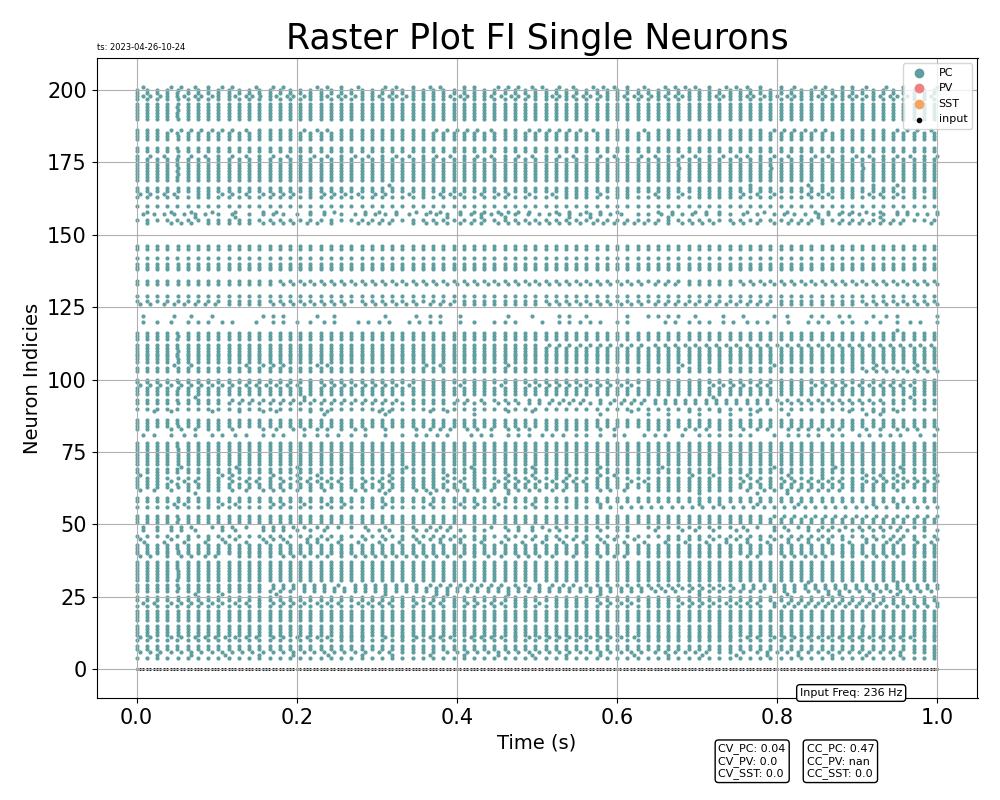 Raster Plot FI Single Neurons
ts: 2023-04-26-10-24
PC
PV
SST
input
200
175
150
125
100
75
50
25
0
Neuron Indicies
Input Freq: 236 Hz
0.0 0.2 0.4 0.6 0.8 1.0
Time (s)
CV_PC: 0.04
CV_PV: 0.0
CV_SST: 0.0
CC_PC: 0.47
CC_PV: nan
CC_SST: 0.0